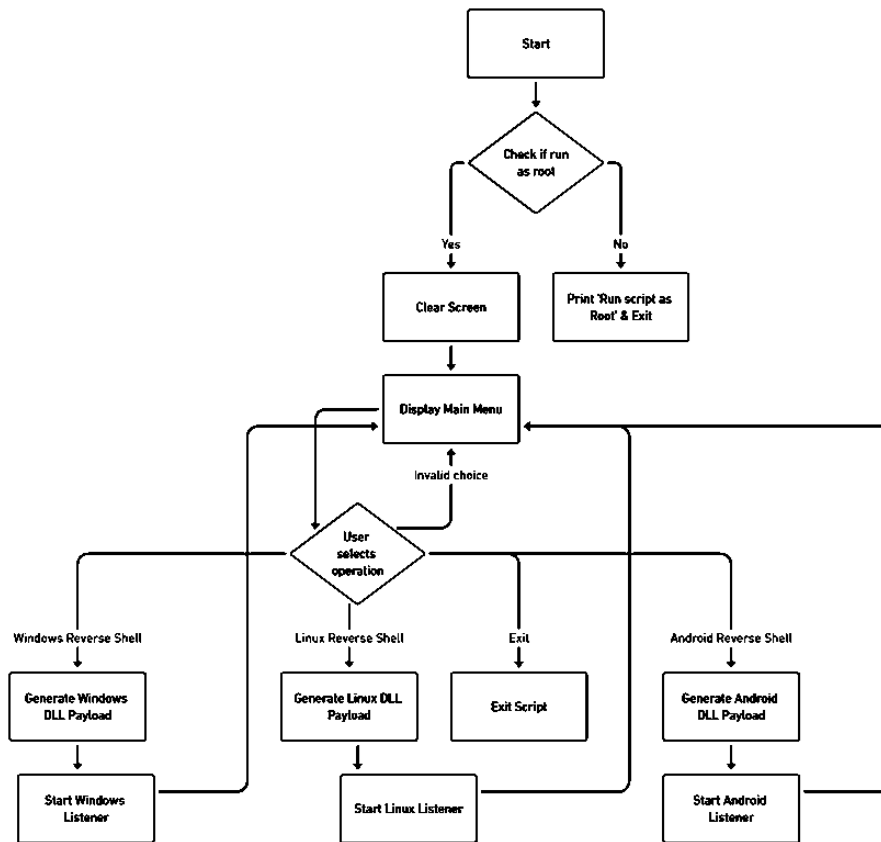 Start
Check if run
as root
Yes
No
Clear Screen
Print 'Run script as
Root' & Exit
Display Main Menu
Invalid choice
User
selects
operation
Windows Reverse Shell
Linux Reverse Shell
Exit
Android Reverse Shell
Generate Windows
DLL Payload
Generate Linux DLL
Payload
Exit Script
Generate Android
DLL Payload
Start Windows
Listener
Start Linux Listener
Start Android
Listener